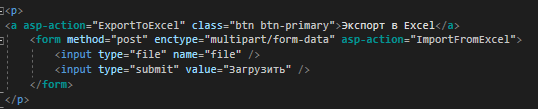 <p>
<a asp-action="ExportToExcel" class="btn btn-primary">Экспорт в Excel</a>
<form method="post" enctype="multipart/form-data" asp-action="ImportFromExcel">
<input type="file" name="file" />
<input type="submit" value="Загрузить" />
</form>
</p>